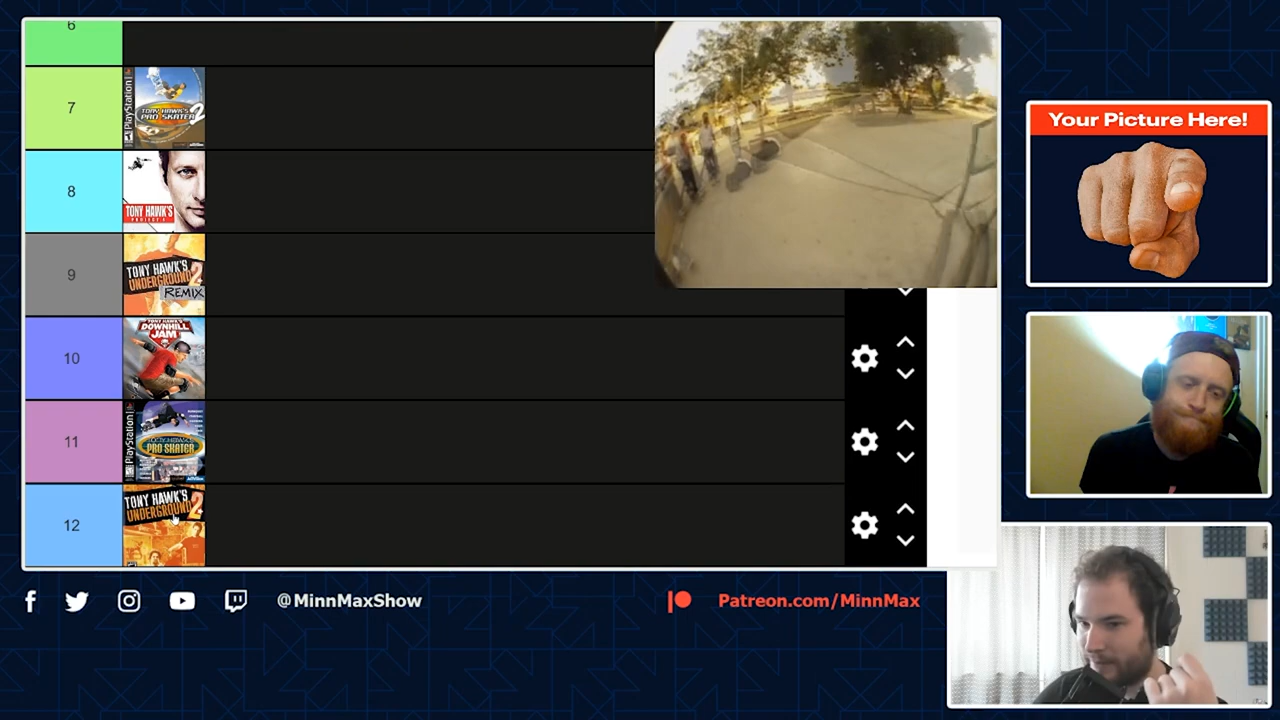 6
7
PlayStation
TONY HAWK'S
PRO SKATER 2
8
TONY HAWK'S
9
TONY HAWK'S
UNDERGROUND 2
REMIX
10
TONY HAWK'S
DOWNHILL
JAM
11
PlayStation
PRO SKATER
12
TONY HAWK'S
UNDERGROUND 2
Your Picture Here!
@MinnMaxShow
Patreon.com/MinnMax